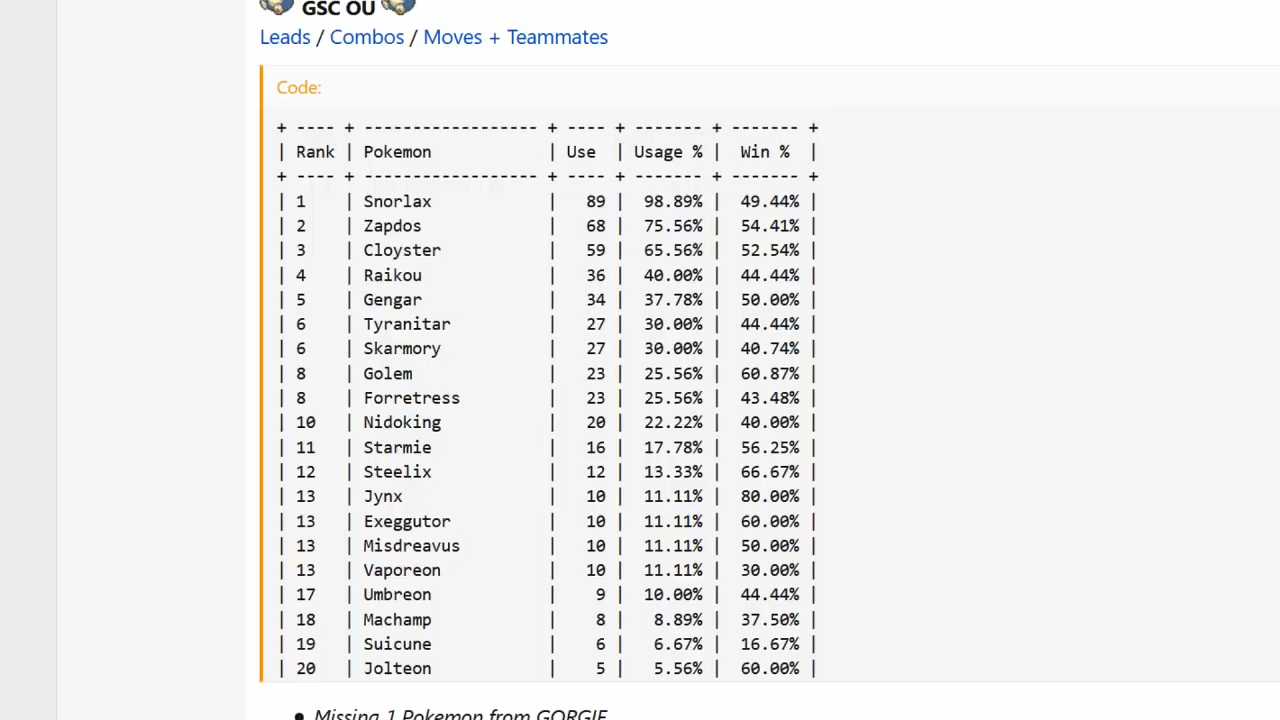 GSC OU
Leads / Combos / Moves + Teammates
Code:
+ ---- + ------------------ + ---- + ------- + ------- +
| Rank | Pokemon            | Use  | Usage % |  Win %  |
+ ---- + ------------------ + ---- + ------- + ------- +
| 1    | Snorlax            |   89 |  98.89% |  49.44% |
| 2    | Zapdos             |   68 |  75.56% |  54.41% |
| 3    | Cloyster           |   59 |  65.56% |  52.54% |
| 4    | Raikou             |   36 |  40.00% |  44.44% |
| 5    | Gengar             |   34 |  37.78% |  50.00% |
| 6    | Tyranitar          |   27 |  30.00% |  44.44% |
| 6    | Skarmory           |   27 |  30.00% |  40.74% |
| 8    | Golem              |   23 |  25.56% |  60.87% |
| 8    | Forretress         |   23 |  25.56% |  43.48% |
| 10   | Nidoking           |   20 |  22.22% |  40.00% |
| 11   | Starmie            |   16 |  17.78% |  56.25% |
| 12   | Steelix            |   12 |  13.33% |  66.67% |
| 13   | Jynx               |   10 |  11.11% |  80.00% |
| 13   | Exeggutor          |   10 |  11.11% |  60.00% |
| 13   | Misdreavus         |   10 |  11.11% |  50.00% |
| 13   | Vaporeon           |   10 |  11.11% |  30.00% |
| 17   | Umbreon            |    9 |  10.00% |  44.44% |
| 18   | Machamp            |    8 |   8.89% |  37.50% |
| 19   | Suicune            |    6 |   6.67% |  16.67% |
| 20   | Jolteon            |    5 |   5.56% |  60.00% |
Missing 1 Pokemon from GORGIE